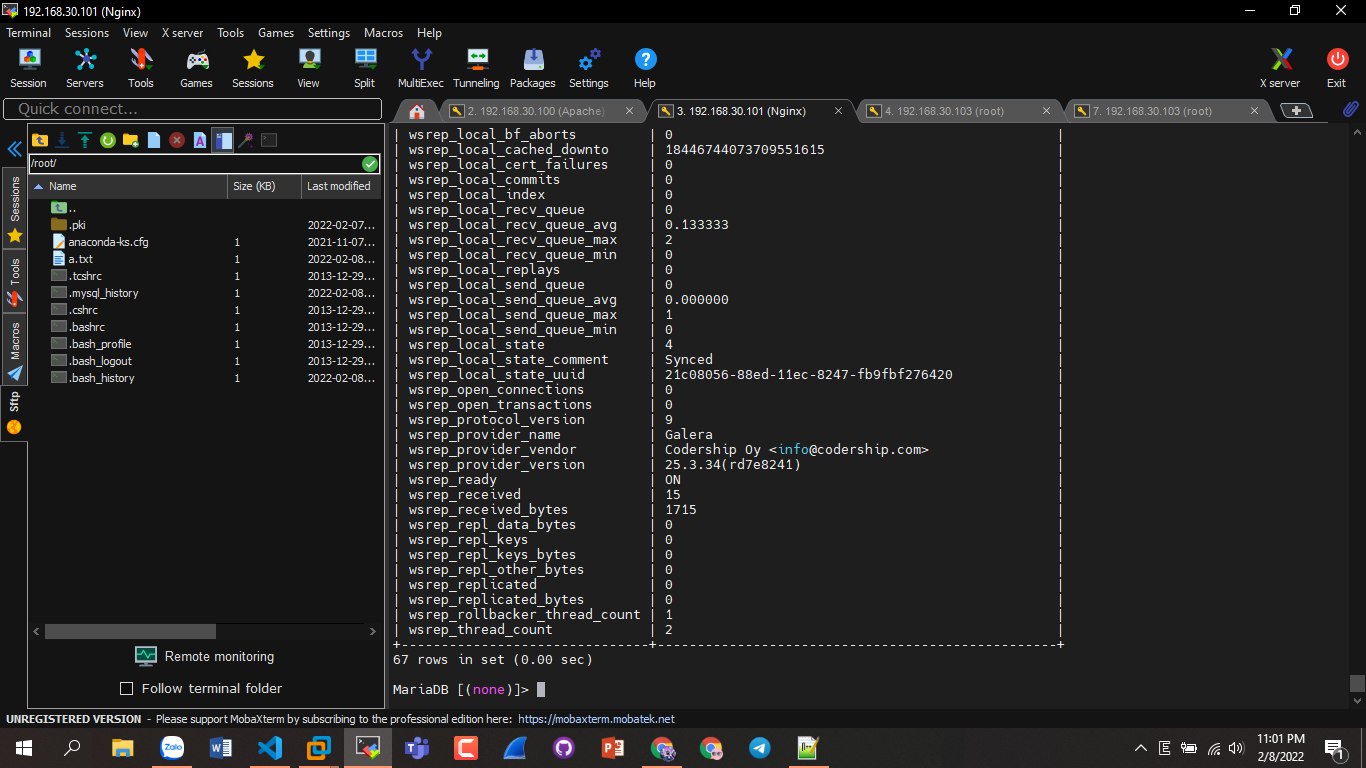 192.168.30.101 (Nginx)
Terminal Sessions View X server Tools Games Settings Macros Help
Session Servers Tools Games Sessions View Split MultiExec Tunneling Packages Settings Help X server Exit
Quick connect...
2. 192.168.30.100 (Apache) 3. 192.168.30.101 (Nginx) 4. 192.168.30.103 (root) 7. 192.168.30.103 (root)
/root/
Name Size (KB) Last modified
..
.pki 2022-02-07...
anaconda-ks.cfg 1 2021-11-07...
a.txt 1 2022-02-08...
.tcshrc 1 2013-12-29...
.mysql_history 1 2022-02-08...
.cshrc 1 2013-12-29...
.bashrc 1 2013-12-29...
.bash_profile 1 2013-12-29...
.bash_logout 1 2013-12-29...
.bash_history 1 2022-02-08...
Sessions
Tools
Macros
Sftp
Remote monitoring
Follow terminal folder
| wsrep_local_bf_aborts | 0 |
| wsrep_local_cached_downto | 18446744073709551615 |
| wsrep_local_cert_failures | 0 |
| wsrep_local_commits | 0 |
| wsrep_local_index | 0 |
| wsrep_local_recv_queue | 0 |
| wsrep_local_recv_queue_avg | 0.133333 |
| wsrep_local_recv_queue_max | 2 |
| wsrep_local_recv_queue_min | 0 |
| wsrep_local_replays | 0 |
| wsrep_local_send_queue | 0 |
| wsrep_local_send_queue_avg | 0.000000 |
| wsrep_local_send_queue_max | 1 |
| wsrep_local_send_queue_min | 0 |
| wsrep_local_state | 4 |
| wsrep_local_state_comment | Synced |
| wsrep_local_state_uuid | 21c08056-88ed-11ec-8247-fb9fbf276420 |
| wsrep_open_connections | 0 |
| wsrep_open_transactions | 0 |
| wsrep_protocol_version | 9 |
| wsrep_provider_name | Galera |
| wsrep_provider_vendor | Codership Oy <info@codership.com> |
| wsrep_provider_version | 25.3.34(rd7e8241) |
| wsrep_ready | ON |
| wsrep_received | 15 |
| wsrep_received_bytes | 1715 |
| wsrep_repl_data_bytes | 0 |
| wsrep_repl_keys | 0 |
| wsrep_repl_keys_bytes | 0 |
| wsrep_repl_other_bytes | 0 |
| wsrep_replicated | 0 |
| wsrep_replicated_bytes | 0 |
| wsrep_rollbacker_thread_count | 1 |
| wsrep_thread_count | 2 |
+-------------------------------+--------------------------------------------------+
67 rows in set (0.00 sec)
MariaDB [(none)]>
UNREGISTERED VERSION - Please support MobaXterm by subscribing to the professional edition here: https://mobaxterm.mobatek.net
Zalo
11:01 PM
2/8/2022
1